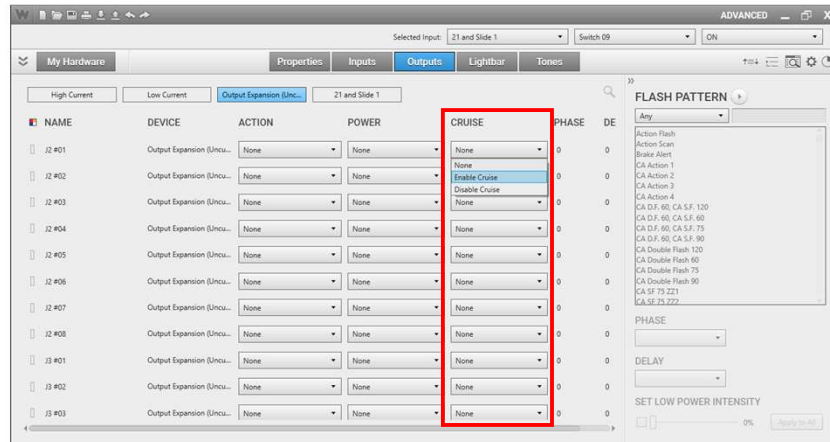 W ADVANCED X
Selected Input: 21 and Slide 1 Switch 09 ON
My Hardware Properties Inputs Outputs Lightbar Tones
High Current Low Current Output Expansion (Unc... 21 and Slide 1
NAME DEVICE ACTION POWER CRUISE PHASE DE
J2 #01 Output Expansion (Uncu... None None None 0 0
None
Enable Cruise
Disable Cruise
J2 #02 Output Expansion (Uncu... None None 0 0
J2 #03 Output Expansion (Uncu... None None None 0 0
J2 #04 Output Expansion (Uncu... None None None 0 0
J2 #05 Output Expansion (Uncu... None None None 0 0
J2 #06 Output Expansion (Uncu... None None None 0 0
J2 #07 Output Expansion (Uncu... None None None 0 0
J2 #08 Output Expansion (Uncu... None None None 0 0
J3 #01 Output Expansion (Uncu... None None None 0 0
J3 #02 Output Expansion (Uncu... None None None 0 0
J3 #03 Output Expansion (Uncu... None None None 0 0
FLASH PATTERN
Any
Action Flash
Action Scan
Brake Alert
CA Action 1
CA Action 2
CA Action 3
CA Action 4
CA D.F. 60, CA S.F. 120
CA D.F. 60, CA S.F. 60
CA D.F. 60, CA S.F. 75
CA D.F. 60, CA S.F. 90
CA Double Flash 120
CA Double Flash 60
CA Double Flash 75
CA Double Flash 90
CA SF 75 ZZ1
CA SF 75 ZZ2
PHASE
DELAY
SET LOW POWER INTENSITY
0% Apply to All